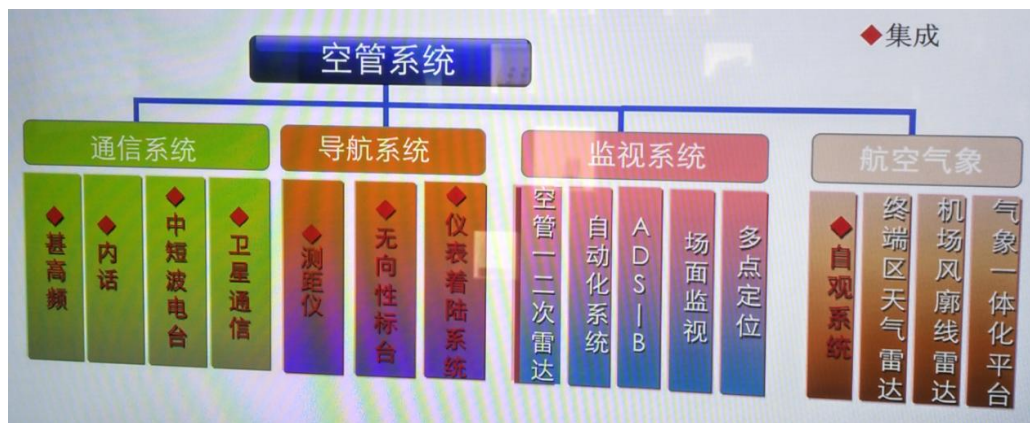 ◆集成
空管系统
通信系统
◆甚高频
◆内话
◆中短波电台
◆卫星通信
导航系统
◆测距仪
◆无向性标台
◆仪表着陆系统
监视系统
空管一二次雷达
自动化系统
ADS-B
场面监视
多点定位
航空气象
◆自观系统
终端区天气雷达
机场风廓线雷达
气象一体化平台